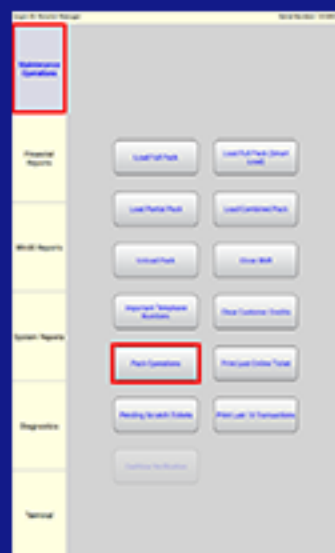 Maintenance
Operations
Financial
Reports
Load Full Pack
Load Full Pack (Smart
Load)
Load Partial Pack
Load Combined Pack
Reports
Unload Pack
Close Shift
Important Telephone
Numbers
Clear Customer Credits
System Reports
Pack Operations
Print Last Online Ticket
Diagnostics
Pending Scratch Tickets
Print Last 10 Transactions
Terminal